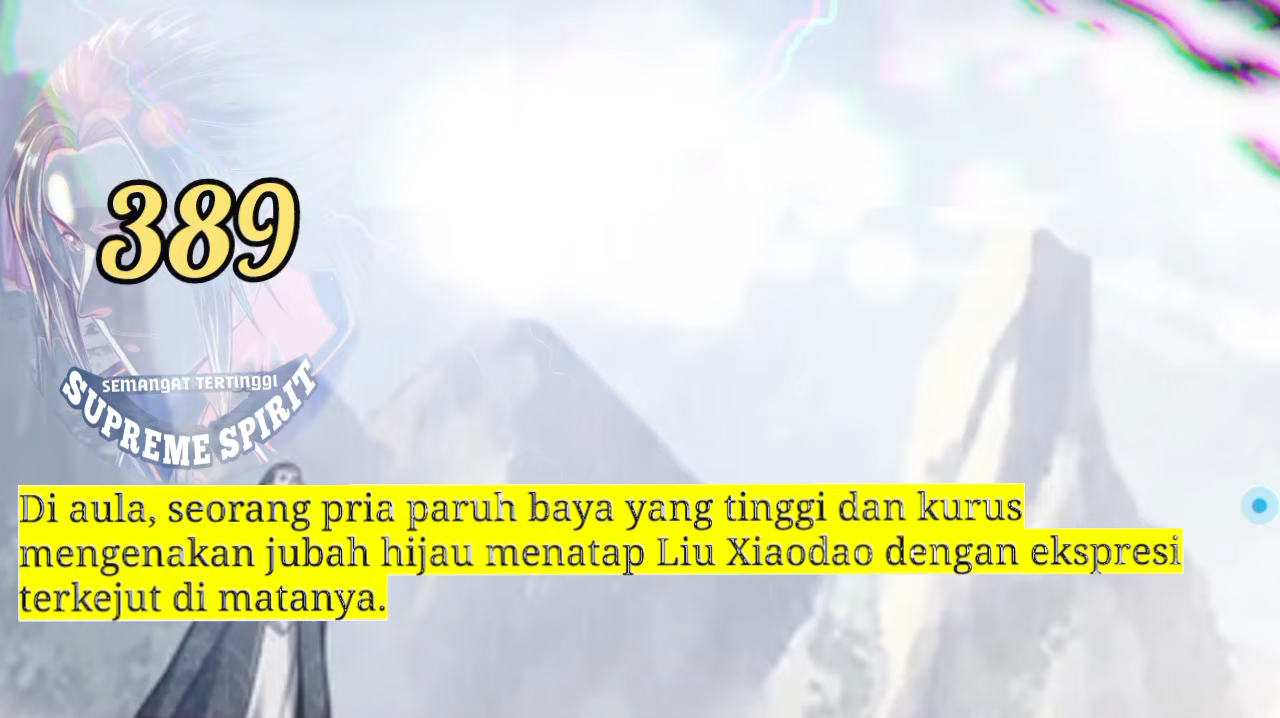 389
SEMANGAT TERTINGGI
SUPREME SPIRIT
Di aula, seorang pria paruh baya yang tinggi dan kurus
mengenakan jubah hijau menatap Liu Xiaodao dengan ekspresi
terkejut di matanya.